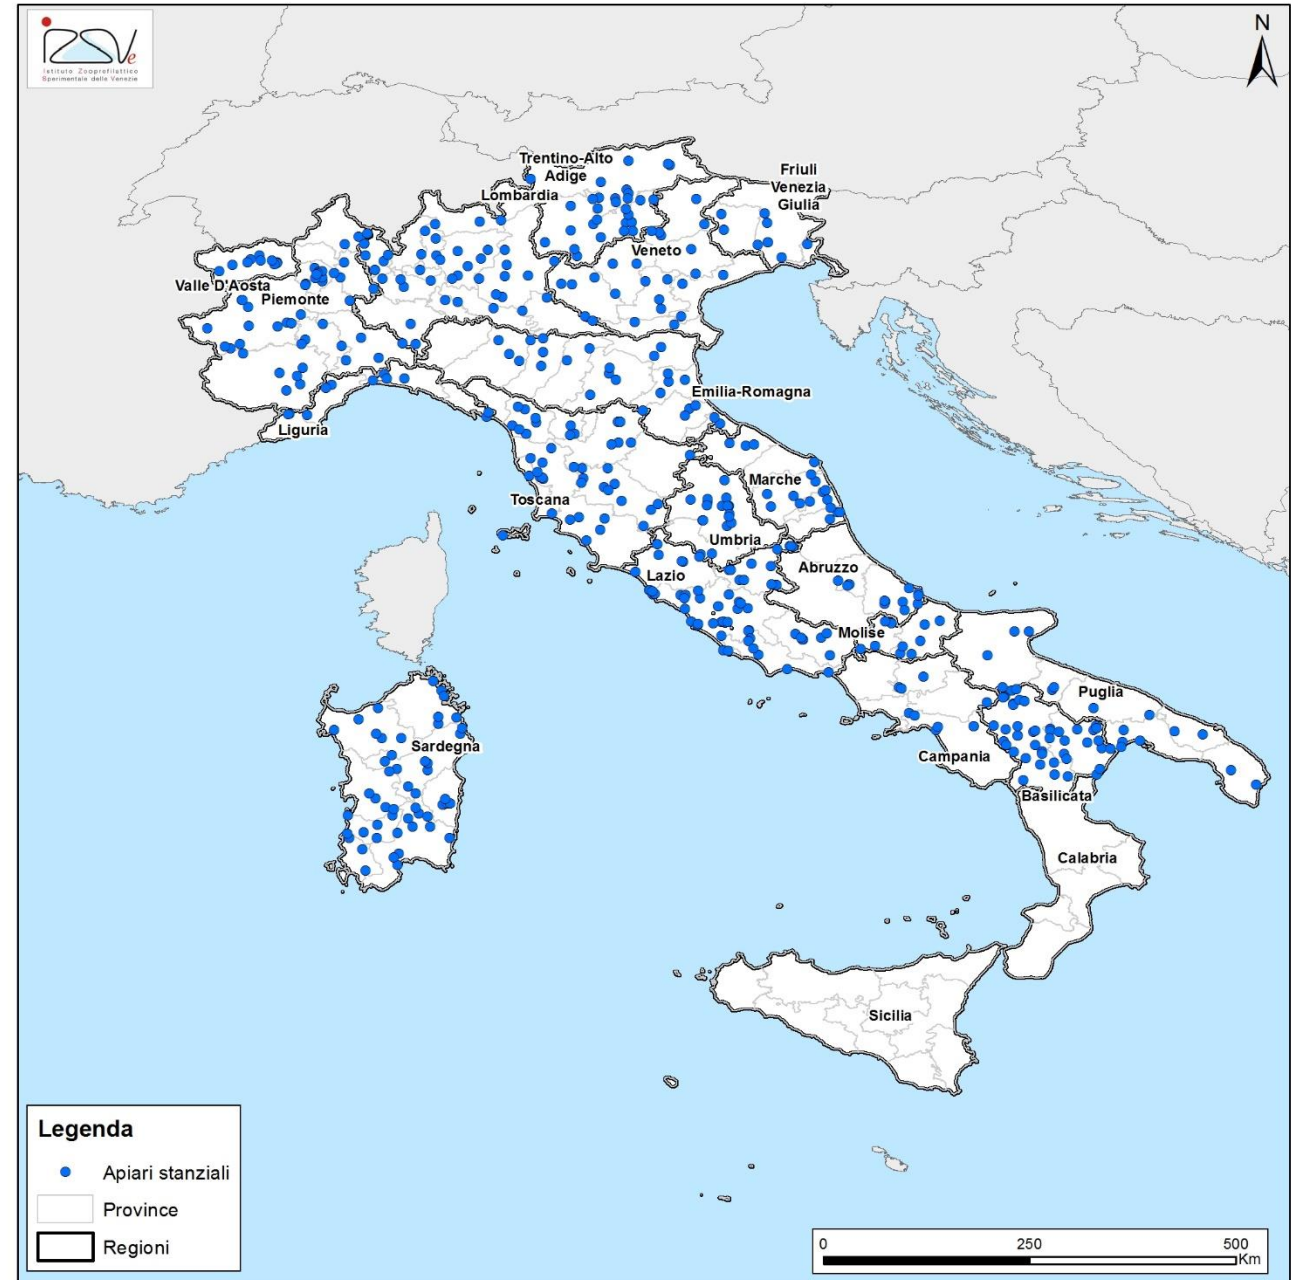 IZSVe
Istituto Zooprofilattico
Sperimentale delle Venezie
N
Trentino-Alto
Adige
Friuli
Venezia
Giulia
Lombardia
Veneto
Valle D'Aosta
Piemonte
Emilia-Romagna
Liguria
Marche
Toscana
Umbria
Abruzzo
Lazio
Molise
Puglia
Sardegna
Campania
Basilicata
Calabria
Sicilia
Legenda
Apiari stanziali
Province
Regioni
0 250 500
Km